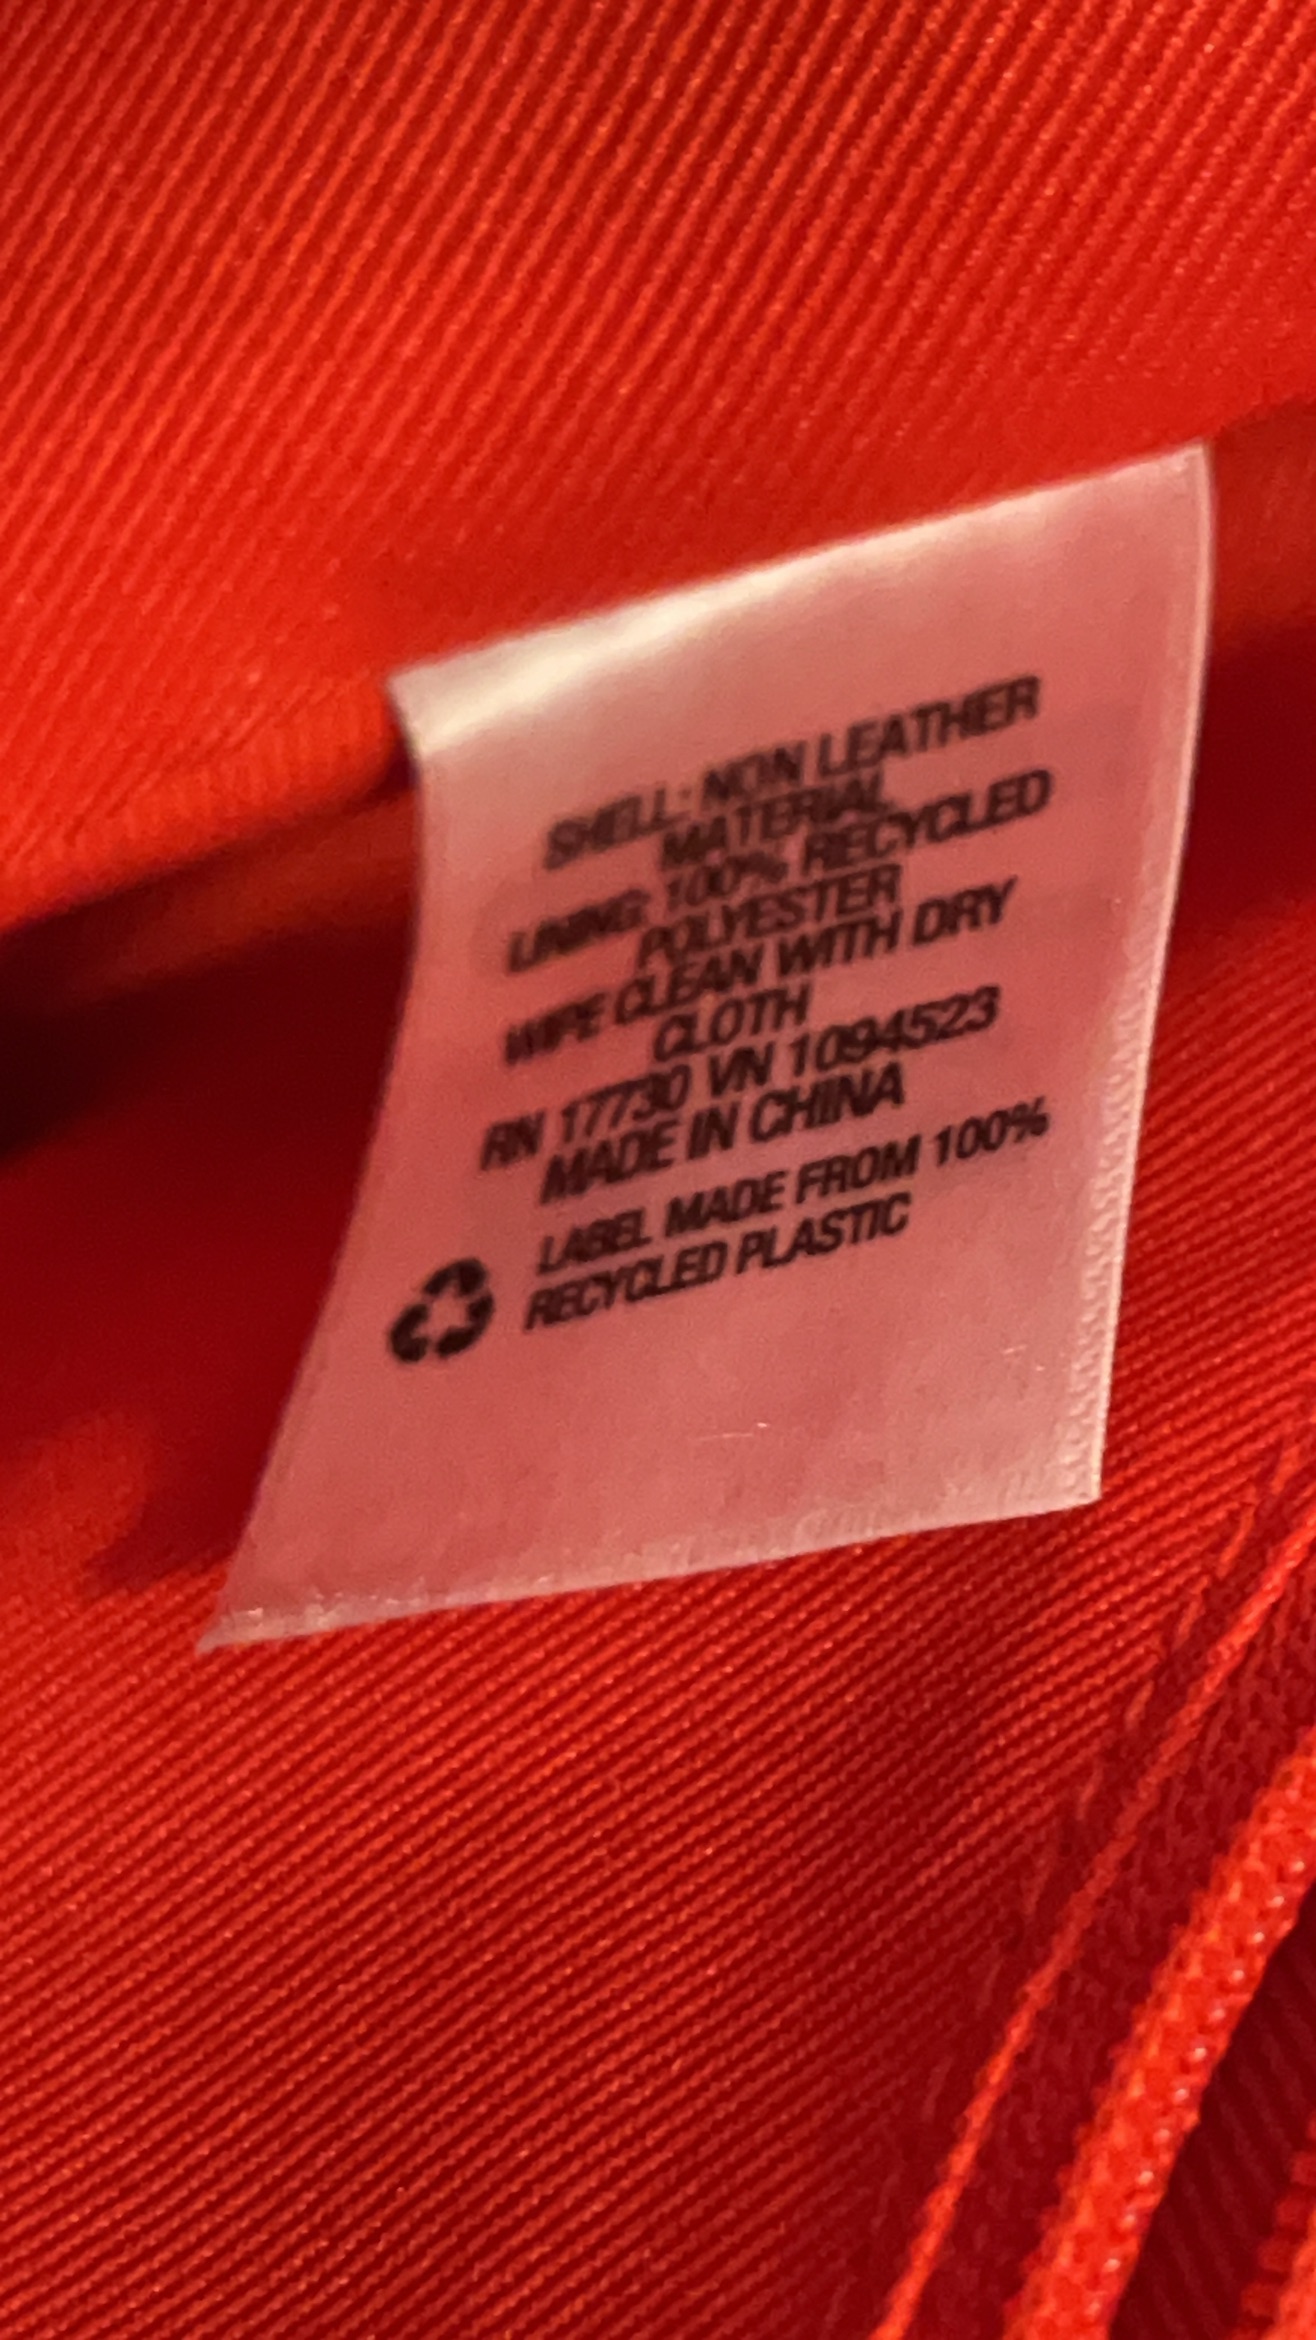 SHELL: NON LEATHER
MATERIAL
LINING: 100% RECYCLED
POLYESTER
WIPE CLEAN WITH DRY
CLOTH
RN 17730 VN 1094523
MADE IN CHINA
LABEL MADE FROM 100%
RECYCLED PLASTIC